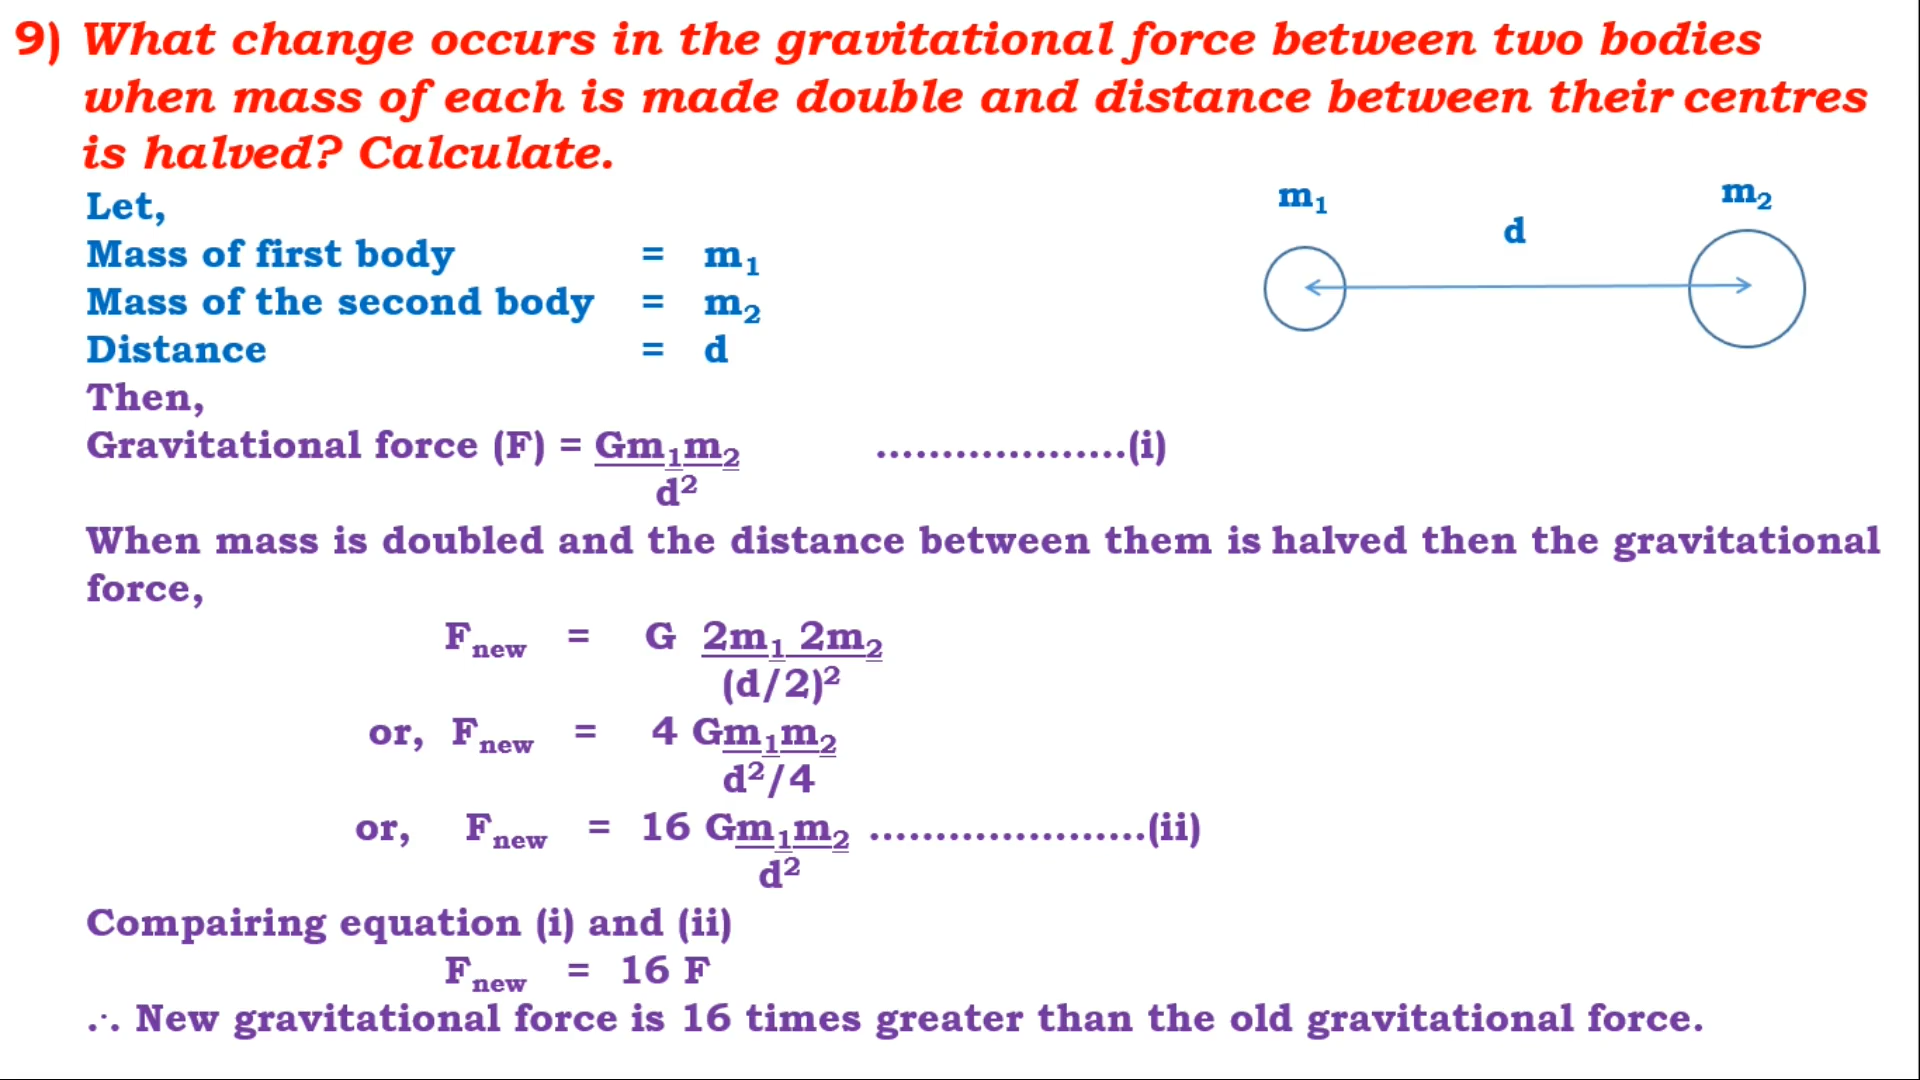 9) What change occurs in the gravitational force between two bodies
when mass of each is made double and distance between their centres
is halved? Calculate.
Let,
Mass of first body = m₁
Mass of the second body = m₂
Distance = d
m₁ d m₂
Then,
Gravitational force (F) = Gm₁m₂ ...................(i)
d²
When mass is doubled and the distance between them is halved then the gravitational
force,
Fnew = G 2m₁ 2m₂
(d/2)²
or, Fnew = 4 Gm₁m₂
d²/4
or, Fnew = 16 Gm₁m₂ .....................(ii)
d²
Compairing equation (i) and (ii)
Fnew = 16 F
∴ New gravitational force is 16 times greater than the old gravitational force.